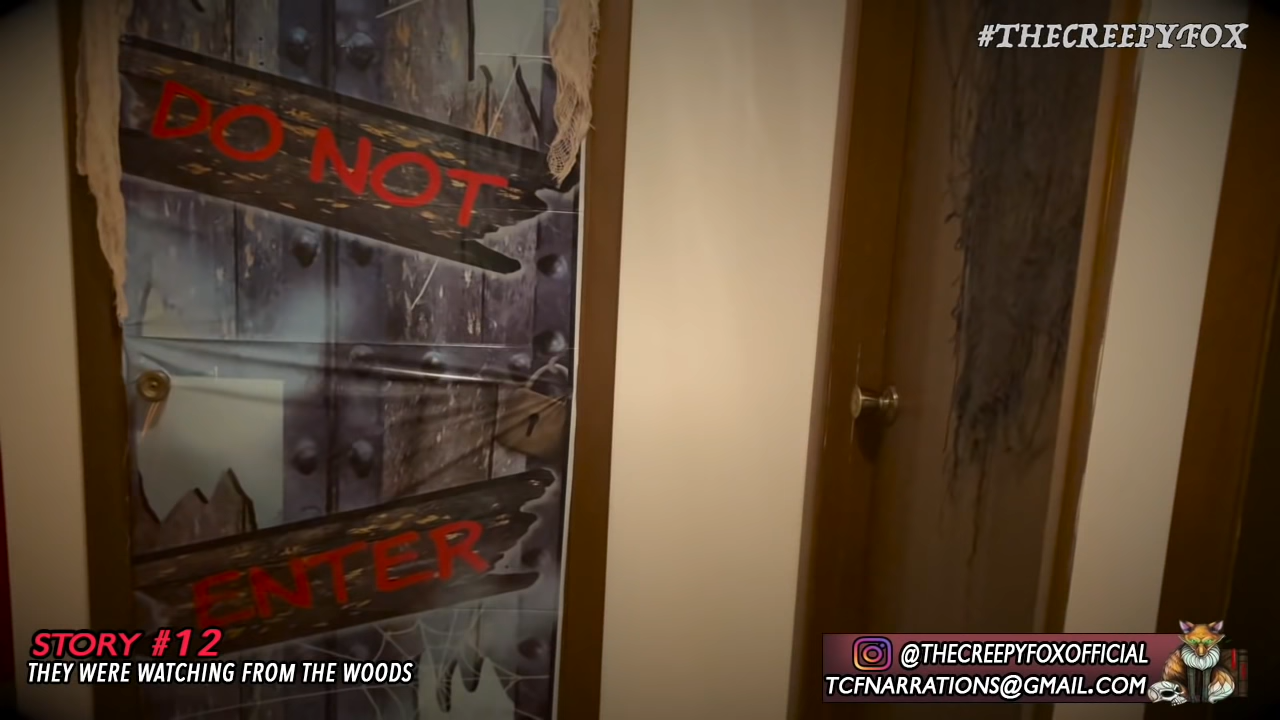 #THECREEPYFOX
DO NOT
ENTER
STORY #12
THEY WERE WATCHING FROM THE WOODS
@THECREEPYFOXOFFICIAL
TCFNARRATIONS@GMAIL.COM